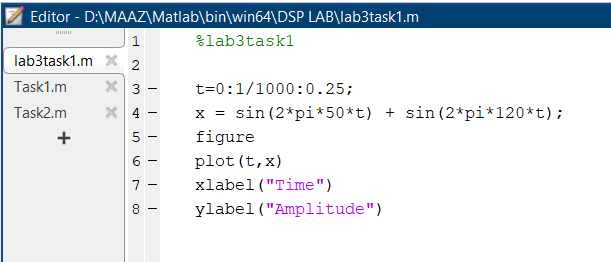 Editor - D:\MAAZ\Matlab\bin\win64\DSP LAB\lab3task1.m
lab3task1.m
Task1.m
Task2.m
+
1 %lab3task1
2
3 – t=0:1/1000:0.25;
4 – x = sin(2*pi*50*t) + sin(2*pi*120*t);
5 – figure
6 – plot(t,x)
7 – xlabel("Time")
8 – ylabel("Amplitude")